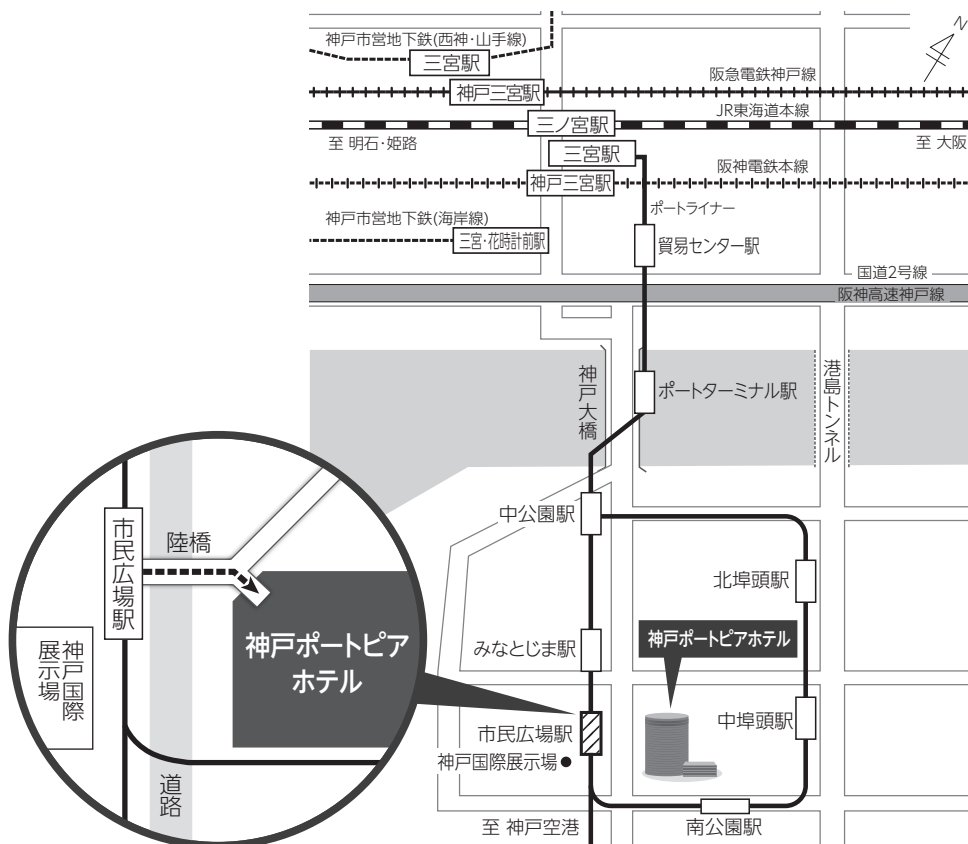 神戸市営地下鉄(西神・山手線)
三宮駅
N
阪急電鉄神戸線
神戸三宮駅
JR東海道本線
三ノ宮駅
至 明石・姫路
三宮駅
至 大阪
阪神電鉄本線
神戸三宮駅
ポートライナー
神戸市営地下鉄(海岸線)
三宮・花時計前駅
貿易センター駅
国道2号線
阪神高速神戸線
神戸大橋
ポートターミナル駅
港島トンネル
中公園駅
北埠頭駅
みなとじま駅
神戸ポートピアホテル
中埠頭駅
市民広場駅
神戸国際展示場
至 神戸空港
南公園駅
市民広場駅
陸橋
神戸ポートピア
ホテル
神戸国際
展示場
道路